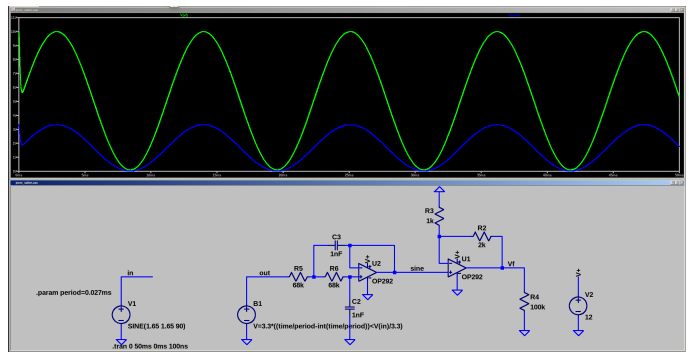 R3
1k
R2
2k
C3
1nF
V+
U2
OP292
V+
U1
OP292
in
out
R5
68k
R6
68k
sine
Vf
V+
.param period=0.027ms
V1
SINE(1.65 1.65 90)
B1
V=3.3*((time/period-int(time/period))<V(in)/3.3)
C2
1nF
R4
100k
V2
12
.tran 0 50ms 0ms 100ns